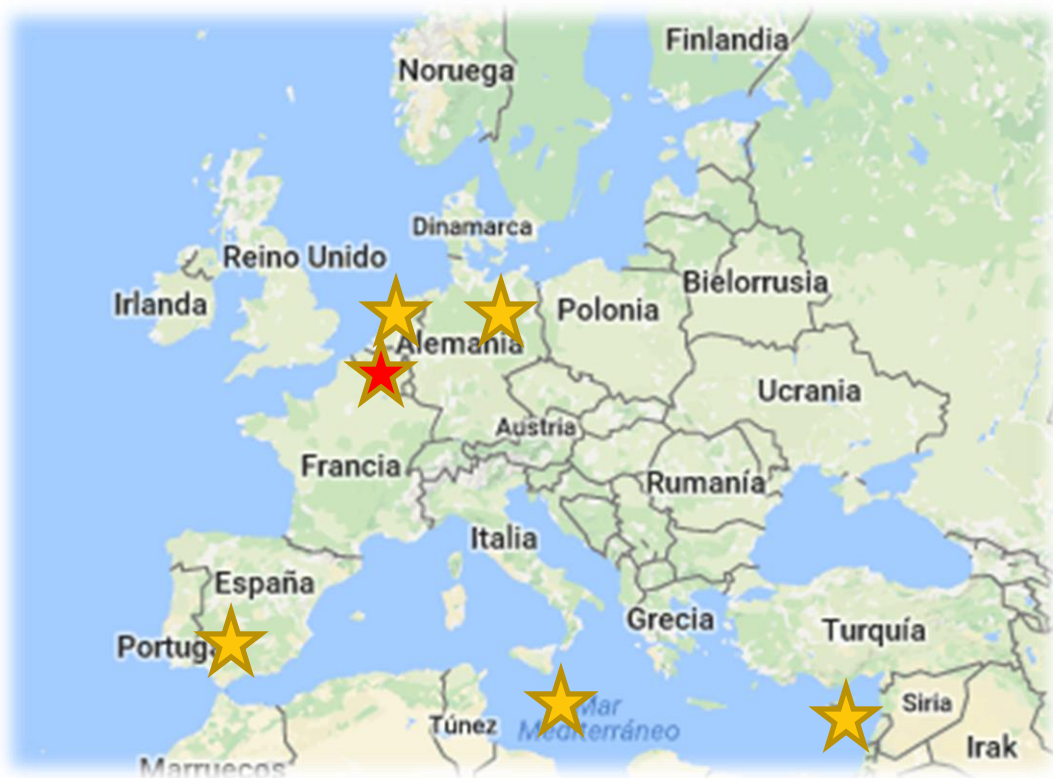 Finlandia
Noruega
Dinamarca
Reino Unido
Irlanda
Bielorrusia
Polonia
Alemania
Ucrania
Austria
Francia
Rumanía
Italia
España
Grecia
Turquía
Portuga
Siria
Mar
Mediterráneo
Túnez
Irak
Marruecos